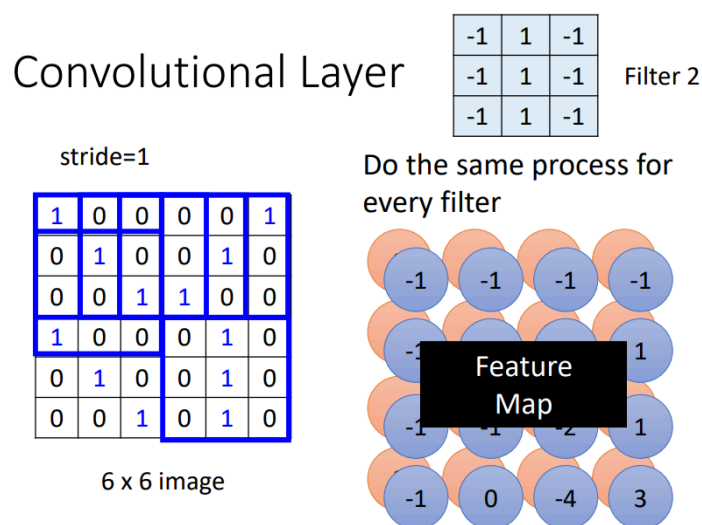 Convolutional Layer
-1 1 -1
-1 1 -1
-1 1 -1
Filter 2
stride=1
Do the same process for
every filter
1 0 0 0 0 1
0 1 0 0 1 0
0 0 1 1 0 0
1 0 0 0 1 0
0 1 0 0 1 0
0 0 1 0 1 0
6 x 6 image
-1 -1 -1 -1
-1 1
Feature
Map
-1 -1 -2 1
-1 0 -4 3